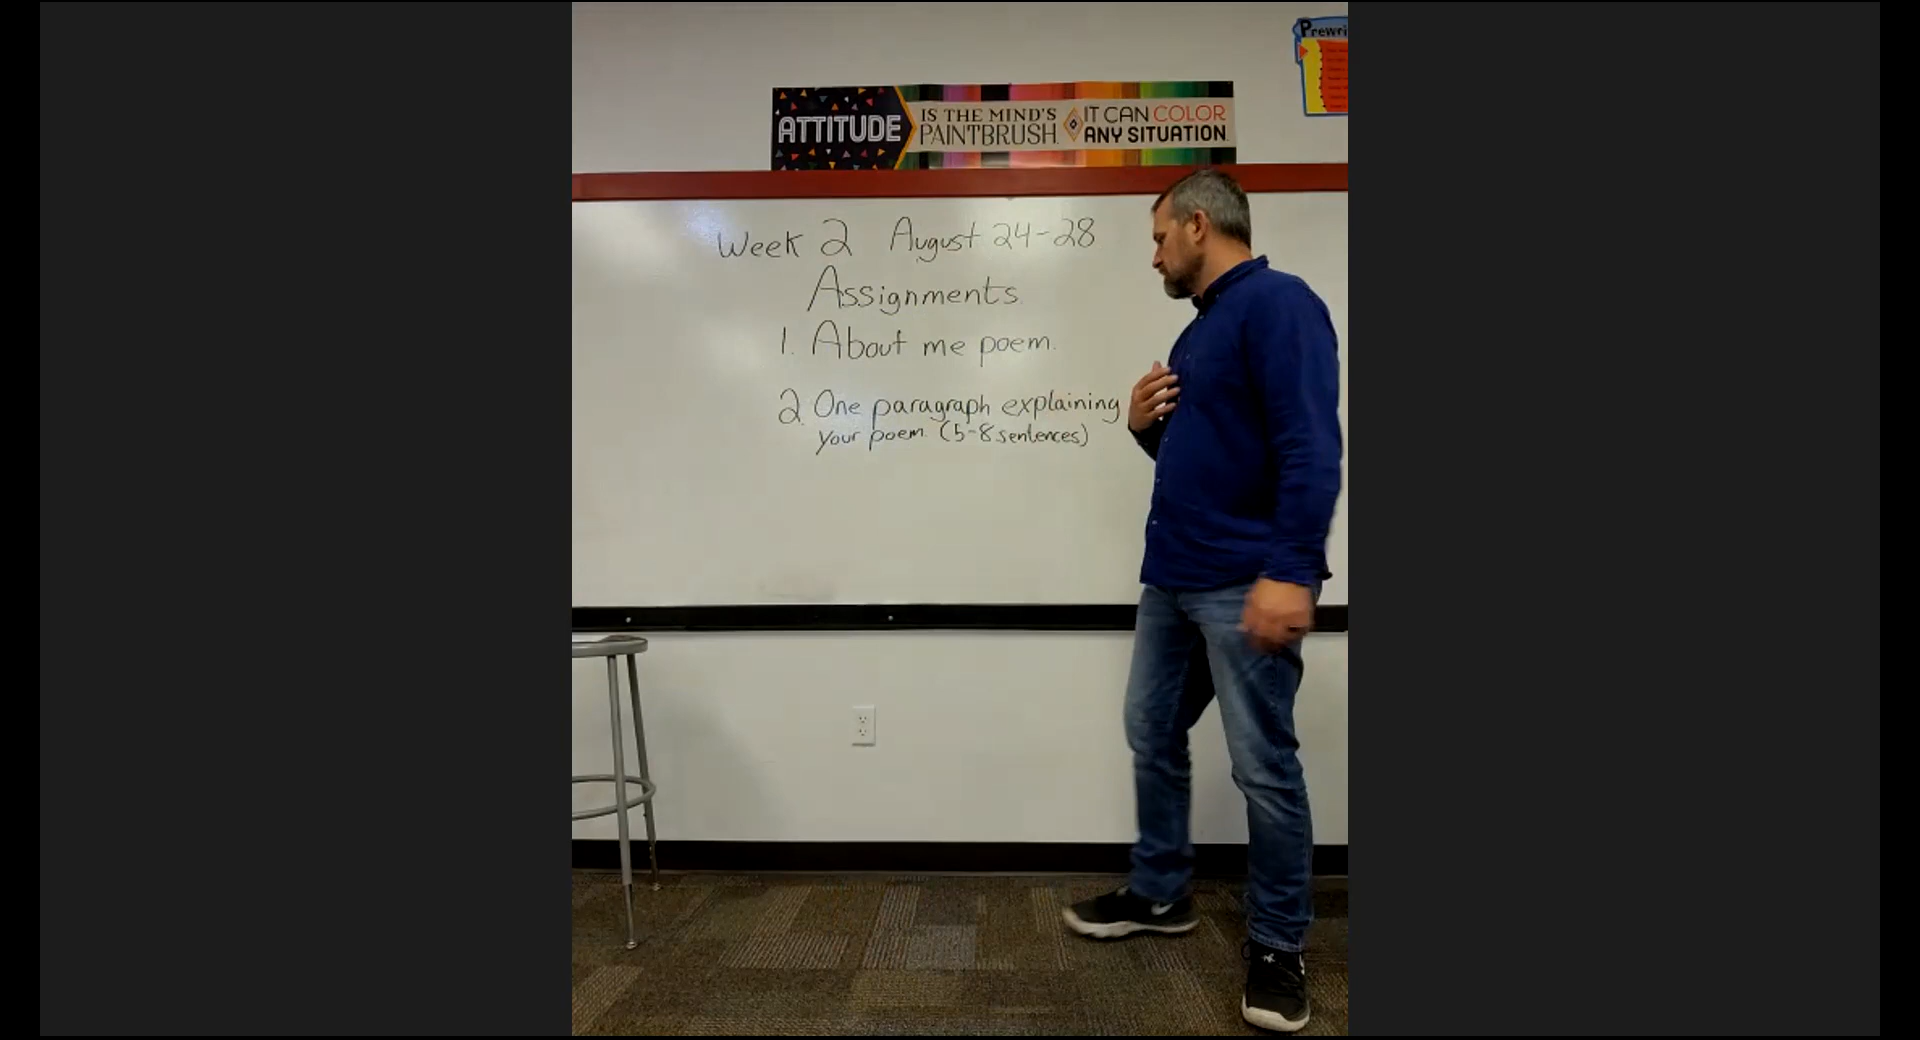 Prewri
ATTITUDE IS THE MIND'S PAINTBRUSH. IT CAN COLOR ANY SITUATION.
Week 2 August 24-28
Assignments
1. About me poem.
2. One paragraph explaining
your poem. (5-8 sentences)